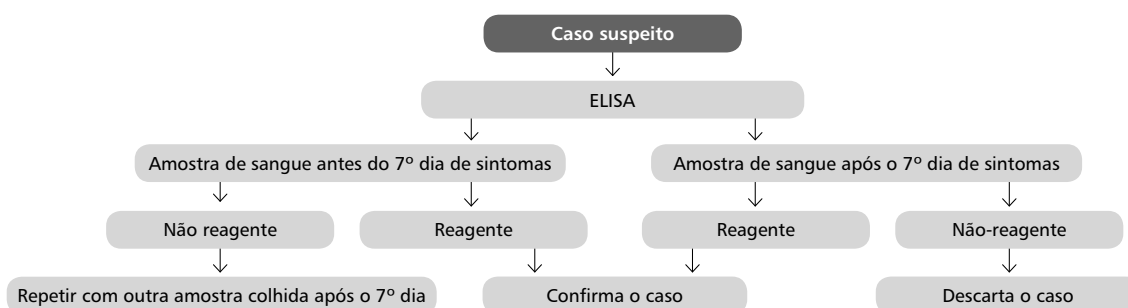 Caso suspeito
ELISA
Amostra de sangue antes do 7º dia de sintomas
Amostra de sangue após o 7º dia de sintomas
Não reagente
Reagente
Reagente
Não-reagente
Repetir com outra amostra colhida após o 7º dia
Confirma o caso
Descarta o caso